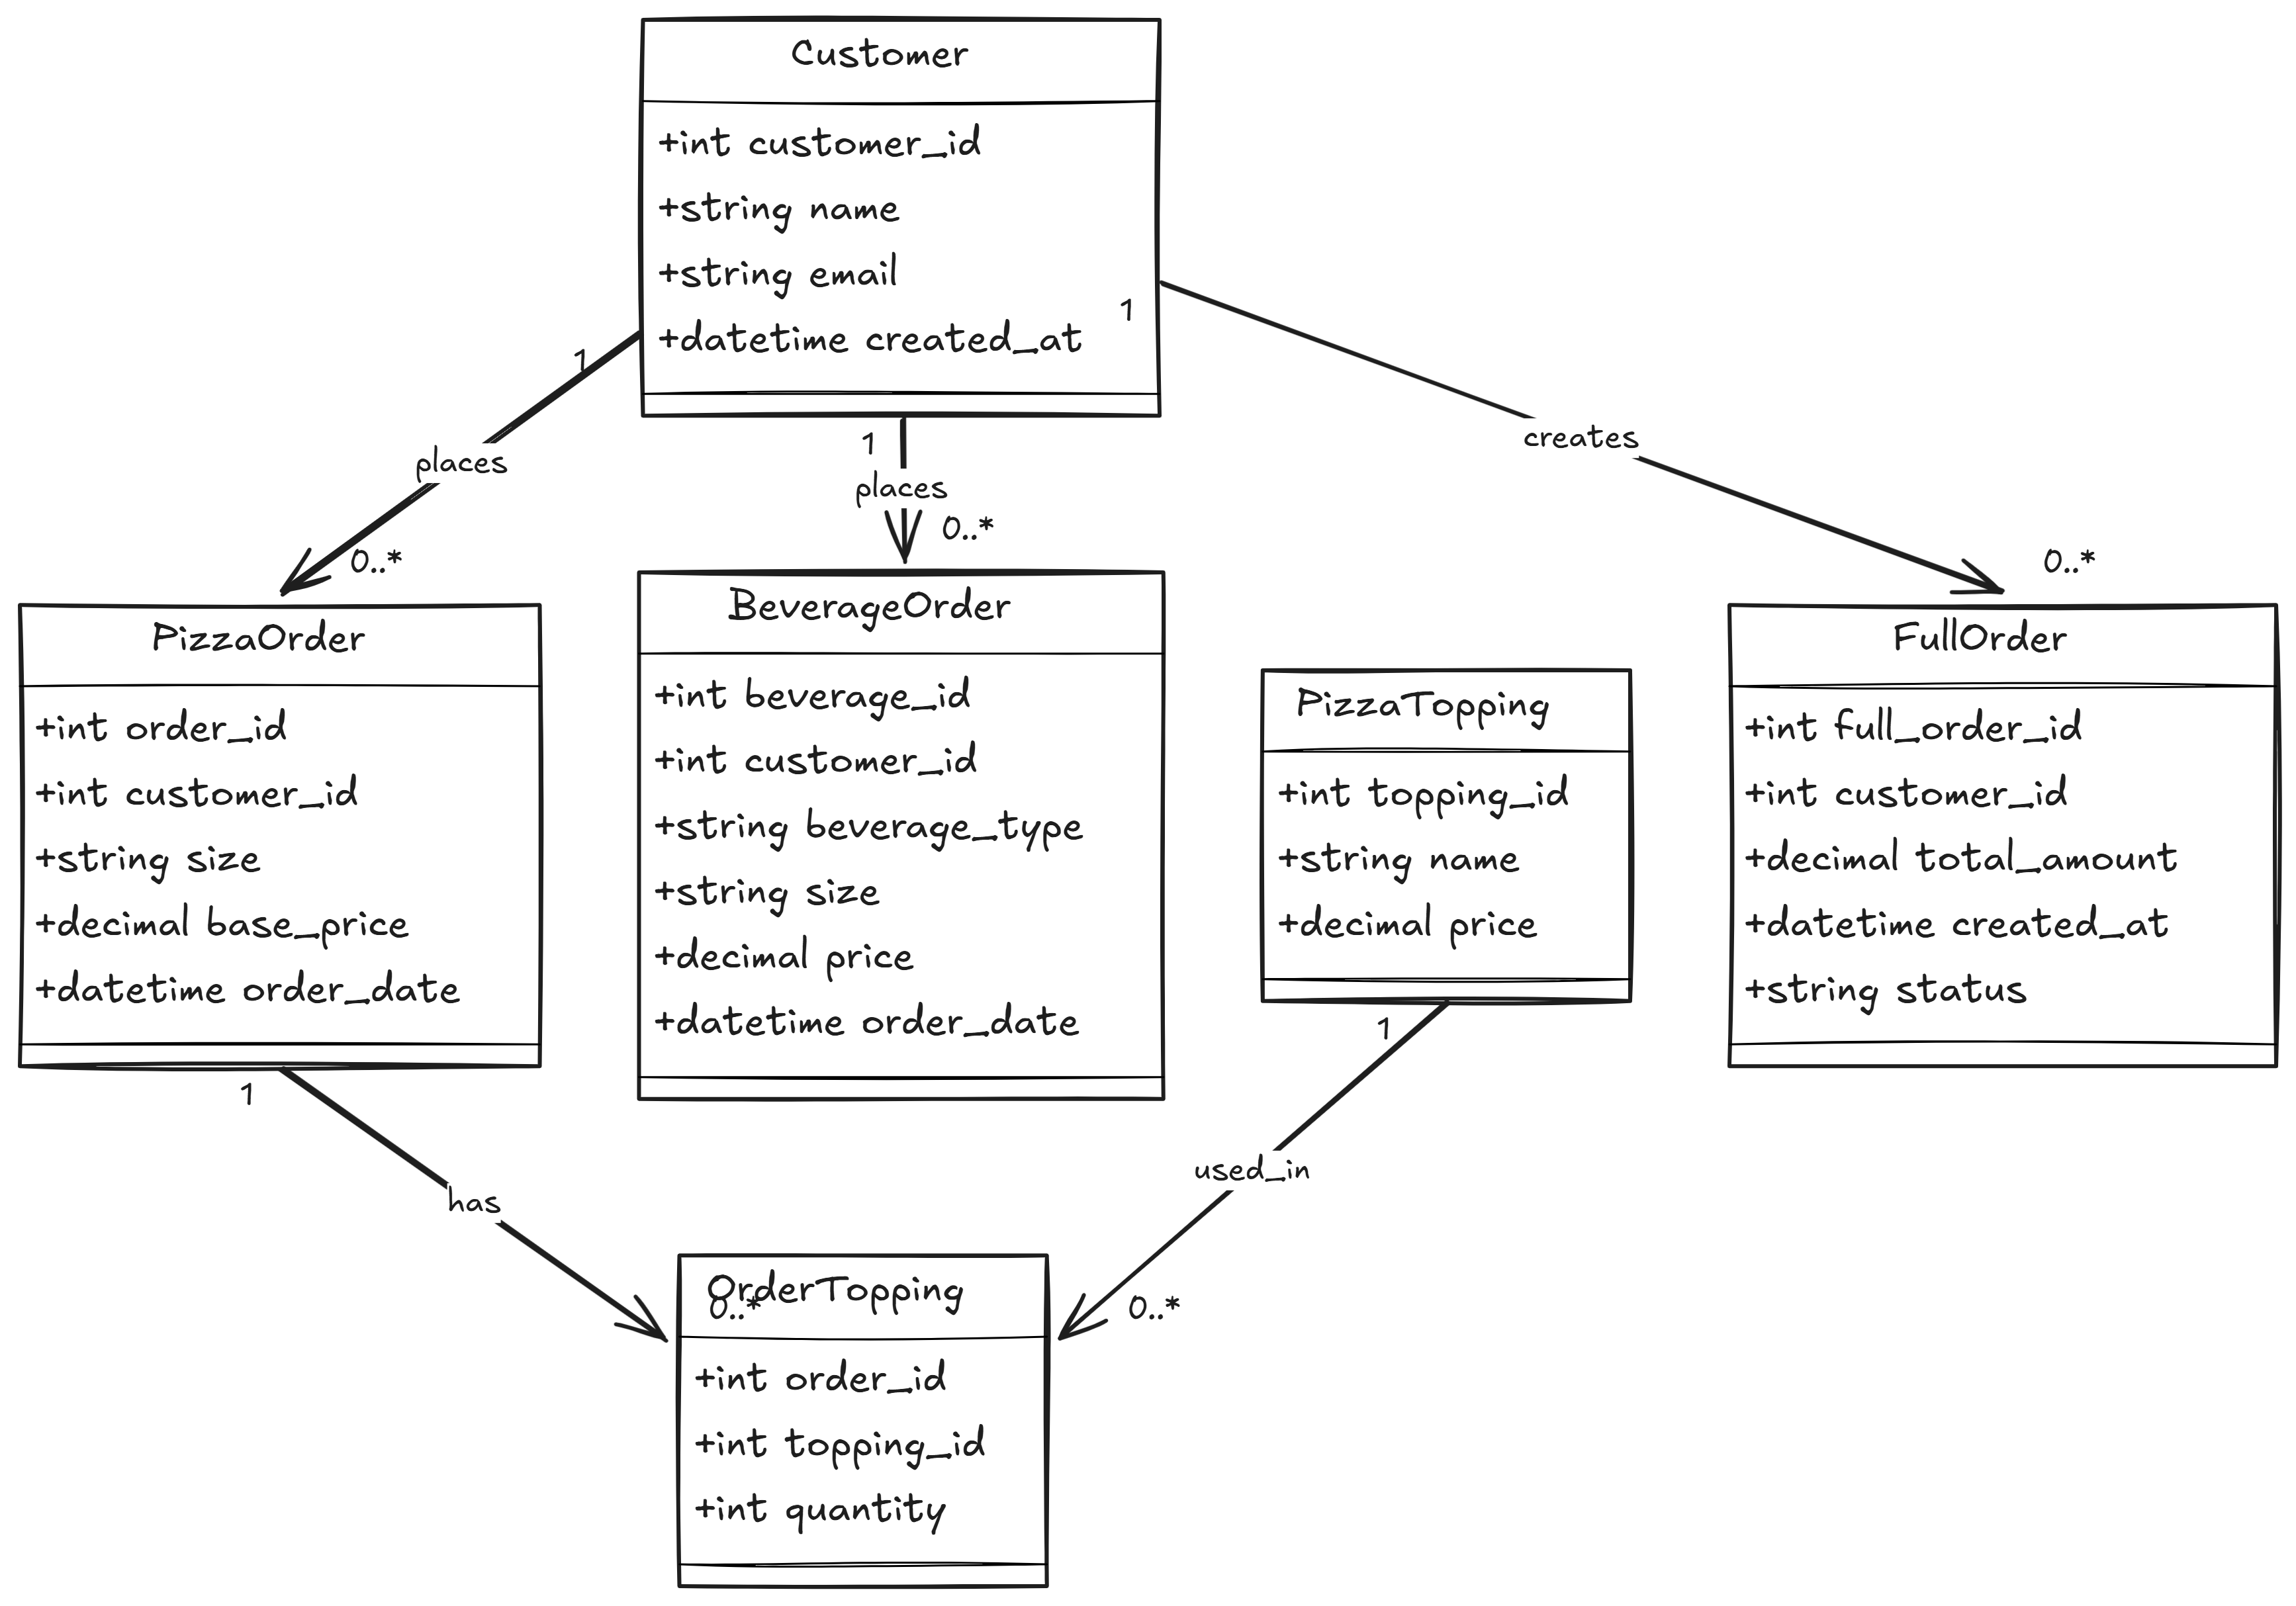 Customer
+int customer_id
+string name
+string email
+datetime created_at
1
1
1
places
places
creates
0..*
0..*
0..*
PizzaOrder
+int order_id
+int customer_id
+string size
+decimal base_price
+datetime order_date
BeverageOrder
+int beverage_id
+int customer_id
+string beverage_type
+string size
+decimal price
+datetime order_date
PizzaTopping
+int topping_id
+string name
+decimal price
FullOrder
+int full_order_id
+int customer_id
+decimal total_amount
+datetime created_at
+string status
1
has
1
used_in
OrderTopping
0..*
0..*
+int order_id
+int topping_id
+int quantity